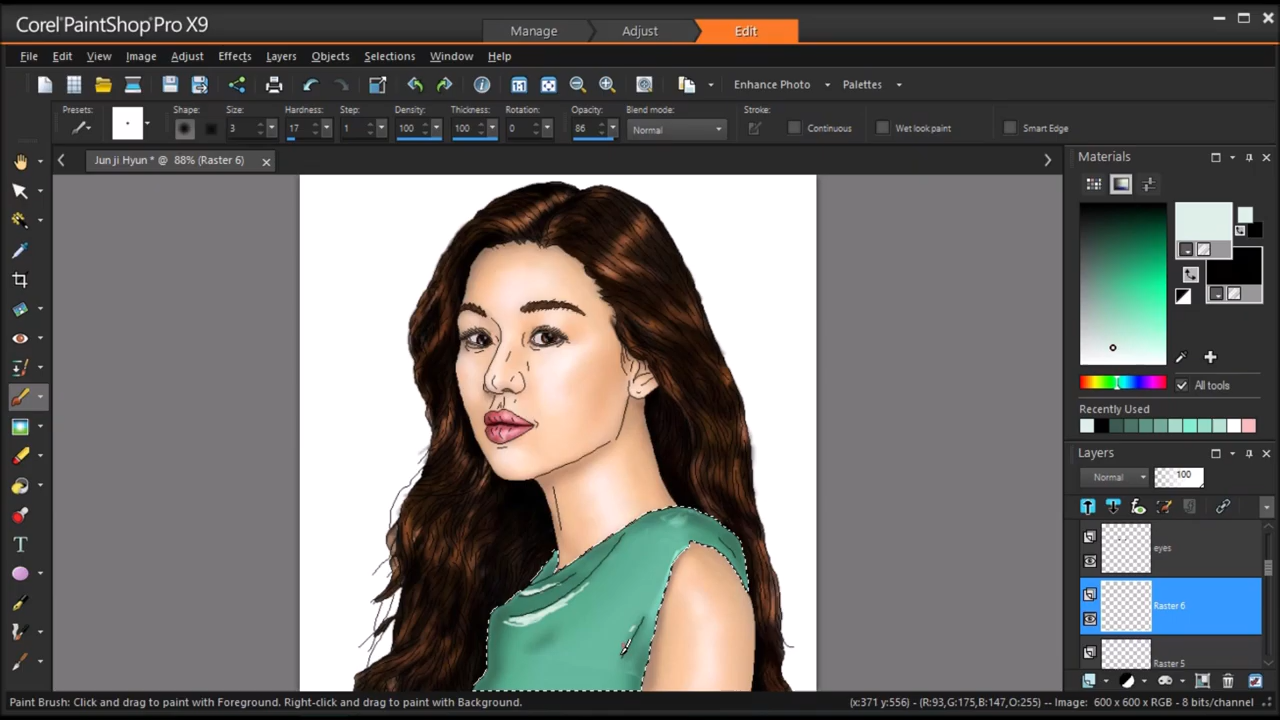 Corel PaintShop Pro X9
Manage Adjust Edit
File Edit View Image Adjust Effects Layers Objects Selections Window Help
Enhance Photo Palettes
Presets: Shape: Size: Hardness: Step: Density: Thickness: Rotation: Opacity: Blend mode: Stroke:
3 17 1 100 100 0 86 Normal Continuous Wet look paint Smart Edge
Jun ji Hyun * @ 88% (Raster 6)
Materials
All tools
Recently Used
Layers
Normal 100
eyes
Raster 6
Raster 5
Paint Brush: Click and drag to paint with Foreground. Right-click and drag to paint with Background.
(x:371 y:556) - (R:93,G:175,B:147,O:255) -- Image: 600 x 600 x RGB - 8 bits/channel